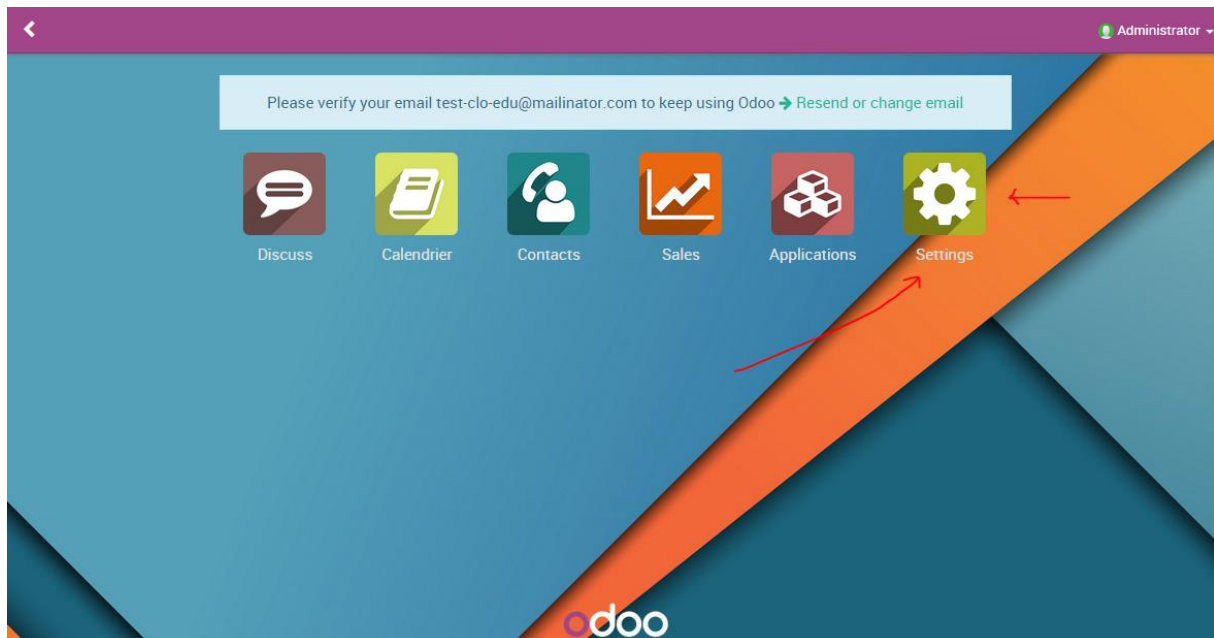 Administrator
Please verify your email test-clo-edu@mailinator.com to keep using Odoo → Resend or change email
Discuss Calendrier Contacts Sales Applications Settings
odoo